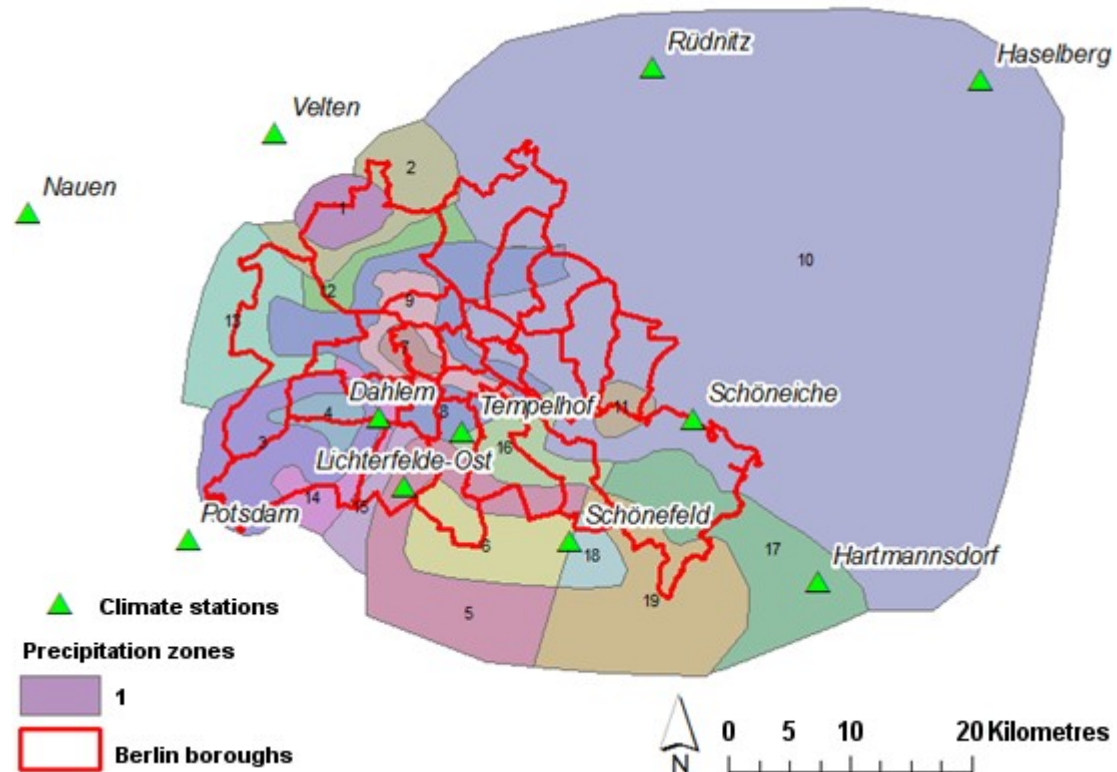 Rüdnitz
Haselberg
Velten
2
Nauen
1
10
12
9
13
7
Dahlem
Schöneiche
4
8
Tempelhof
11
3
16
Lichterfelde-Ost
14
15
Potsdam
Schönefeld
6
18
17
Hartmannsdorf
Climate stations
5
19
Precipitation zones
1
Berlin boroughs
N
0 5 10 20 Kilometres